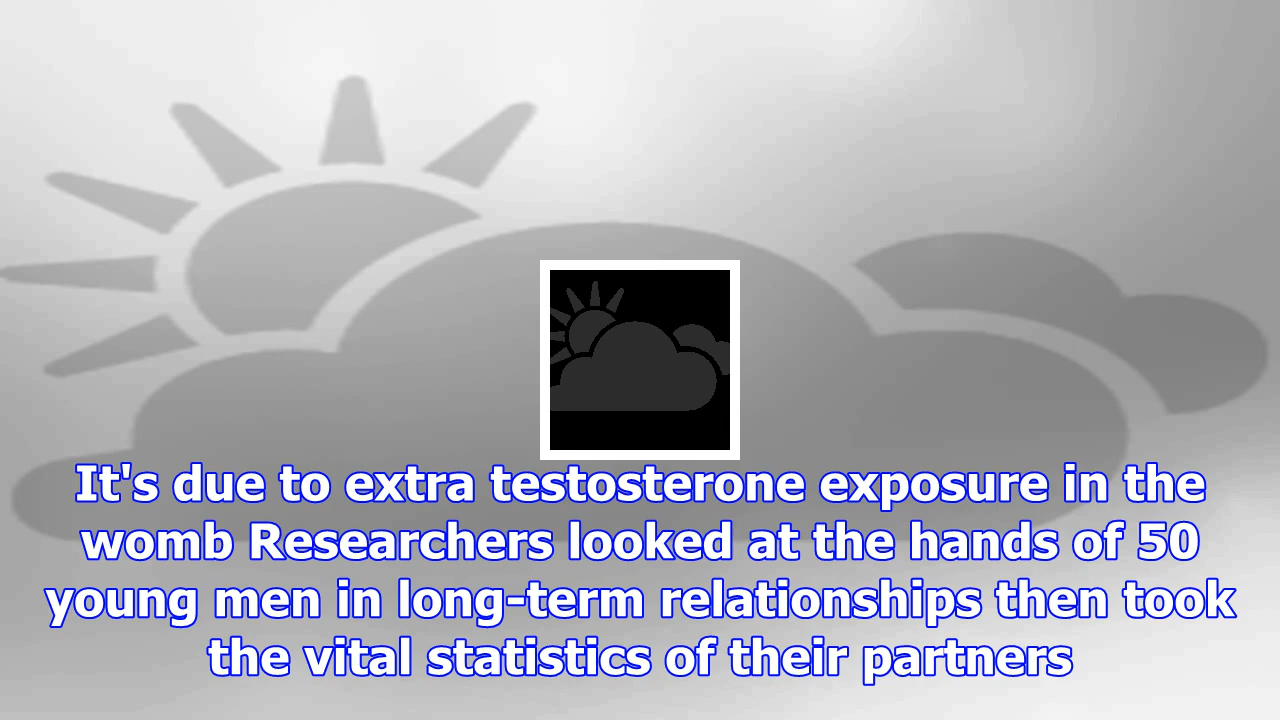 It's due to extra testosterone exposure in the
womb Researchers looked at the hands of 50
young men in long-term relationships then took
the vital statistics of their partners